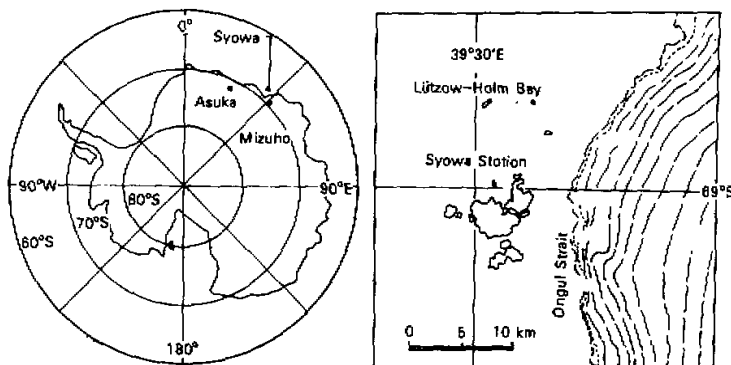 0°
Syowa
Asuka
Mizuho
90°W
90°E
80°S
70°S
60°S
180°
39°30'E
Lützow-Holm Bay
Syowa Station
69°S
Ongul Strait
0 5 10 km